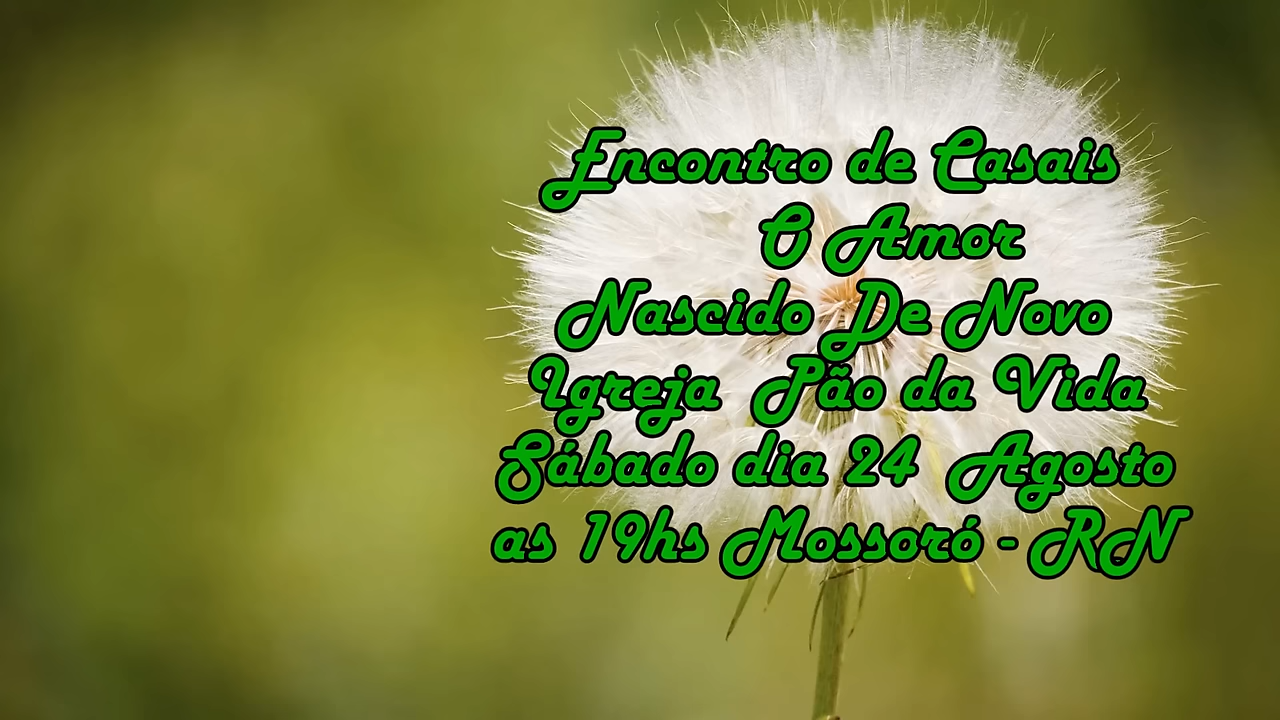 Encontro de Casais
O Amor
Nascido De Novo
Igreja Pão da Vida
Sábado dia 24 Agosto
as 19hs Mossoró - RN